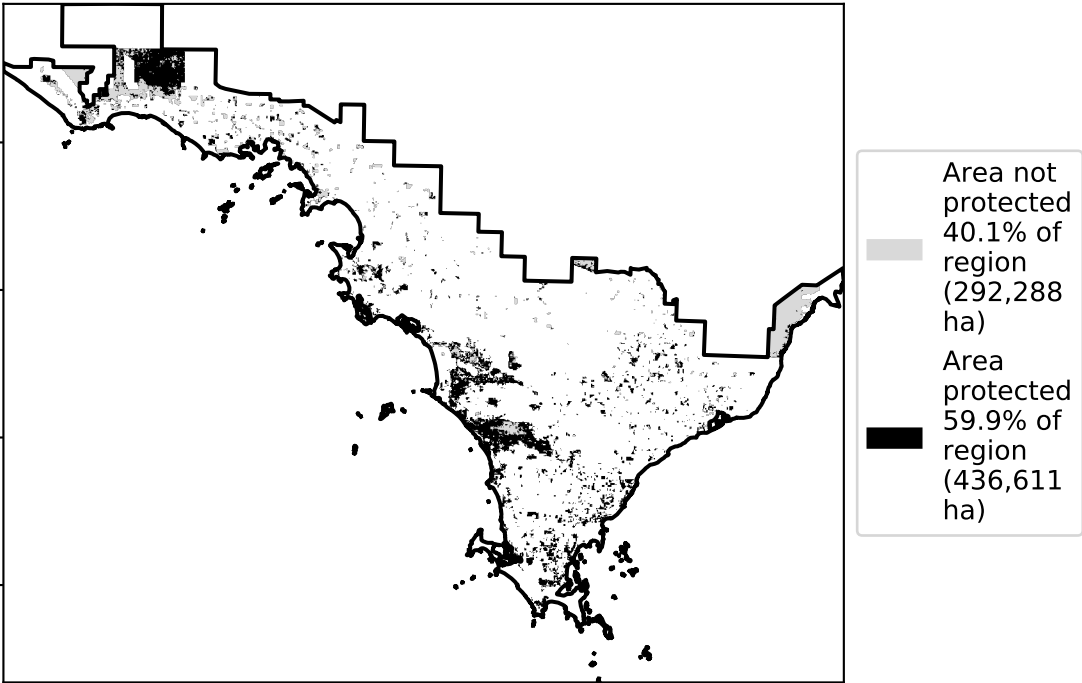 Area not
protected
40.1% of
region
(292,288
ha)
Area
protected
59.9% of
region
(436,611
ha)